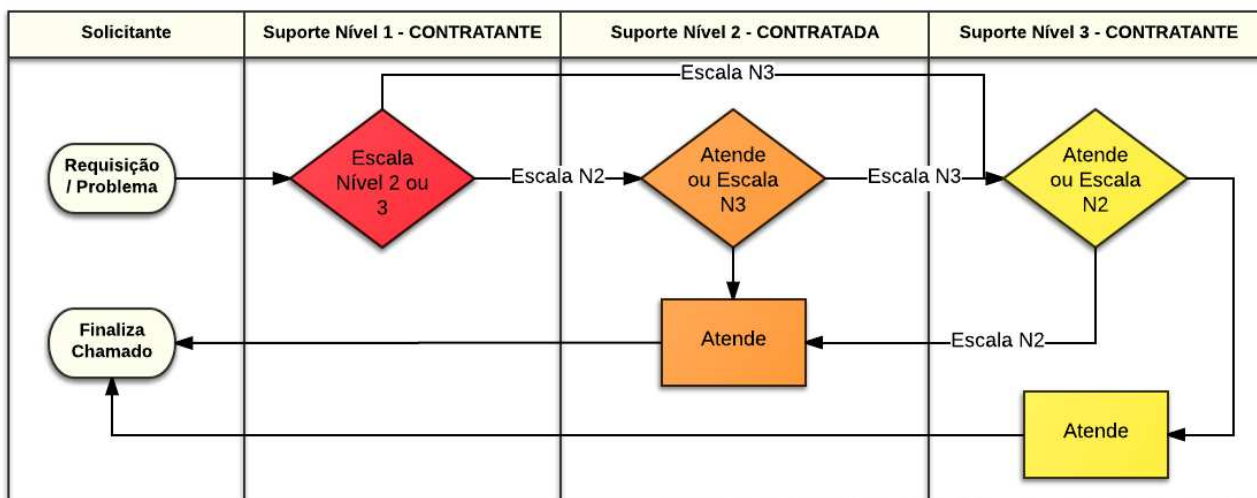 Solicitante
Suporte Nível 1 - CONTRATANTE
Suporte Nível 2 - CONTRATADA
Suporte Nível 3 - CONTRATANTE
Escala N3
Requisição
/ Problema
Escala
Nível 2 ou
3
Escala N2
Atende
ou Escala
N3
Escala N3
Atende
ou Escala
N2
Finaliza
Chamado
Atende
Escala N2
Atende